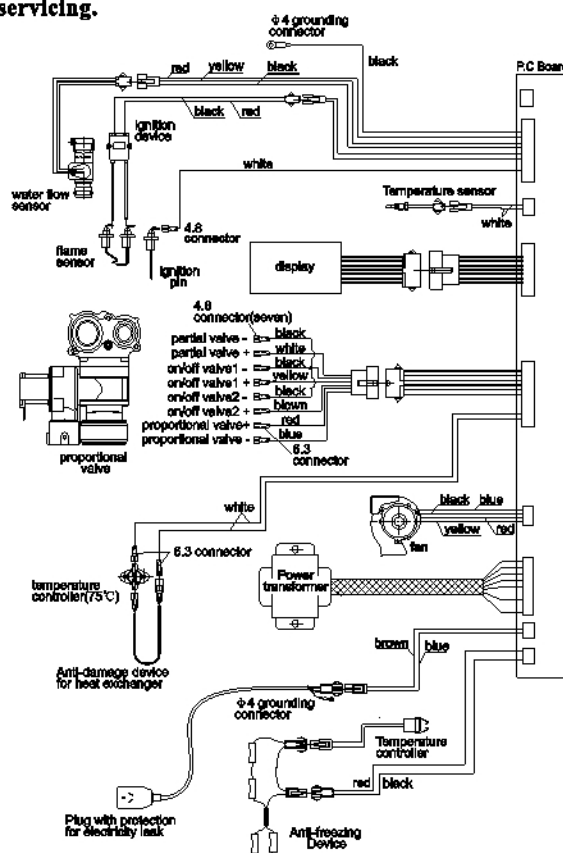 servicing.
Φ4 grounding
connector
black
P.C Board
red
yellow
black
black
red
ignition
device
white
water flow
sensor
Temperature sensor
white
4.8
connector
flame
sensor
ignition
pin
display
4.8
connector(seven)
partial valve - black
partial valve + white
on/off valve1 - black
on/off valve1 + yellow
on/off valve2 - black
on/off valve2 + blown
proportional valve+ red
proportional valve - blue
6.3
connector
proportional
valve
white
black
blue
yellow
red
fan
6.3 connector
temperature
controller(75℃)
Power
transformer
Anti-damage device
for heat exchanger
brown
blue
Φ4 grounding
connector
Temperature
controller
red
black
Plug with protection
for electricity leak
Anti-freezing
Device